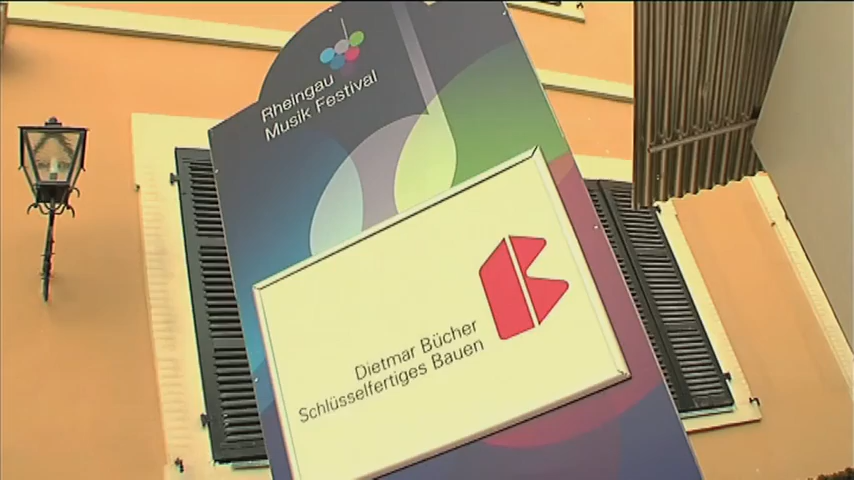 Rheingau
Musik Festival
Dietmar Bücher
Schlüsselfertiges Bauen